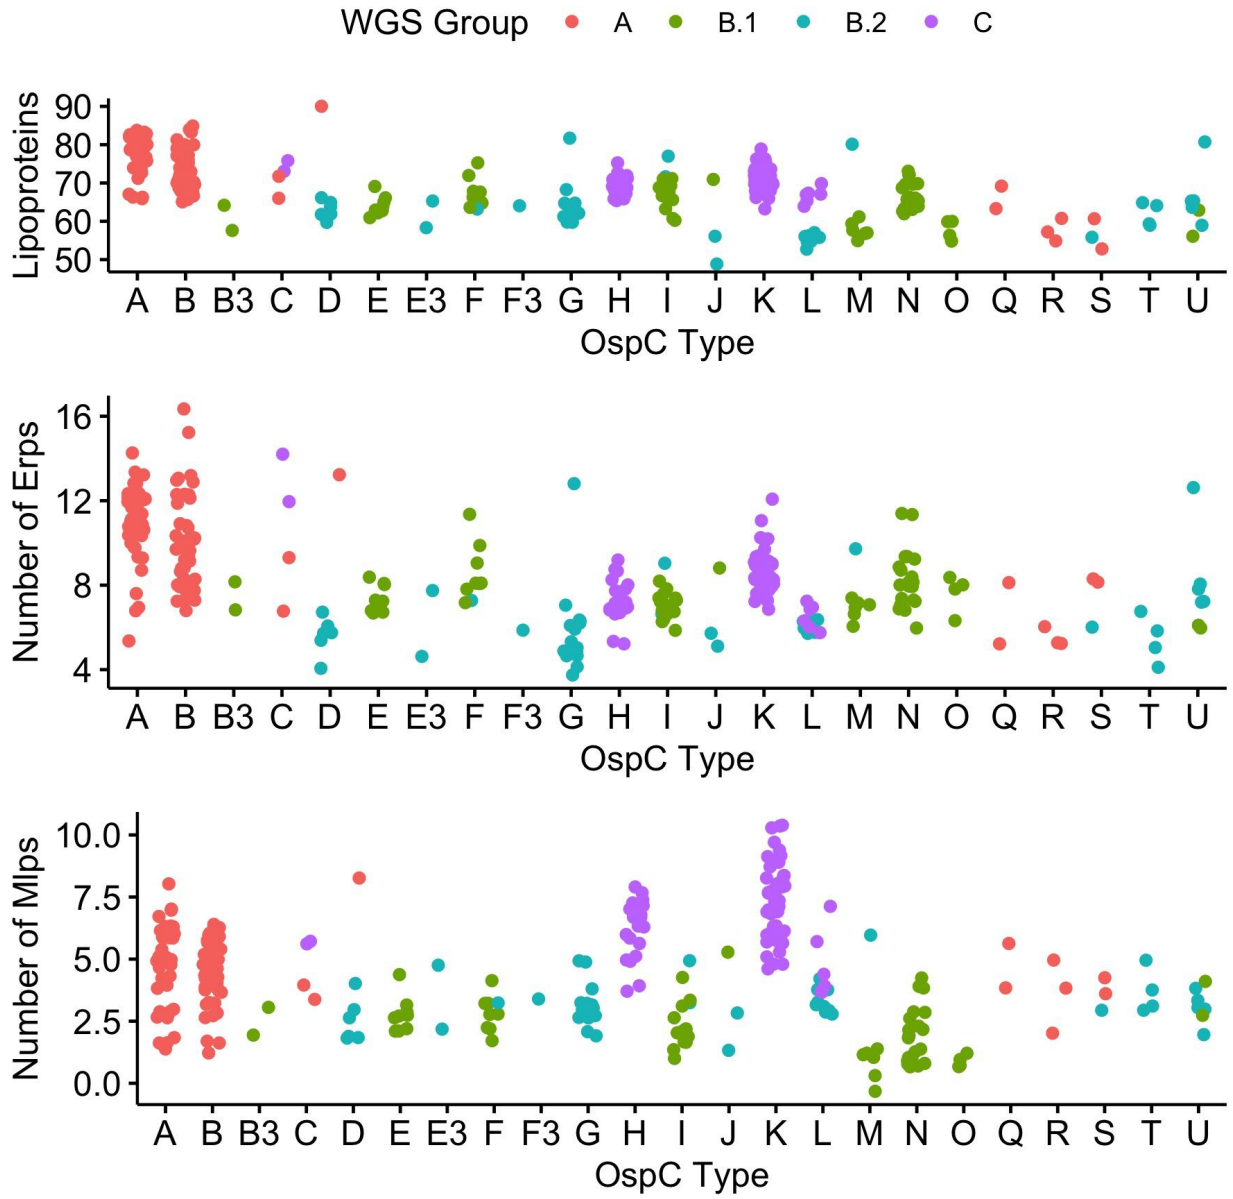 WGS Group A B.1 B.2 C
Lipoproteins
90
80
70
60
50
A B B3 C D E E3 F F3 G H I J K L M N O Q R S T U
OspC Type
Number of Erps
16
12
8
4
A B B3 C D E E3 F F3 G H I J K L M N O Q R S T U
OspC Type
Number of Mlps
10.0
7.5
5.0
2.5
0.0
A B B3 C D E E3 F F3 G H I J K L M N O Q R S T U
OspC Type